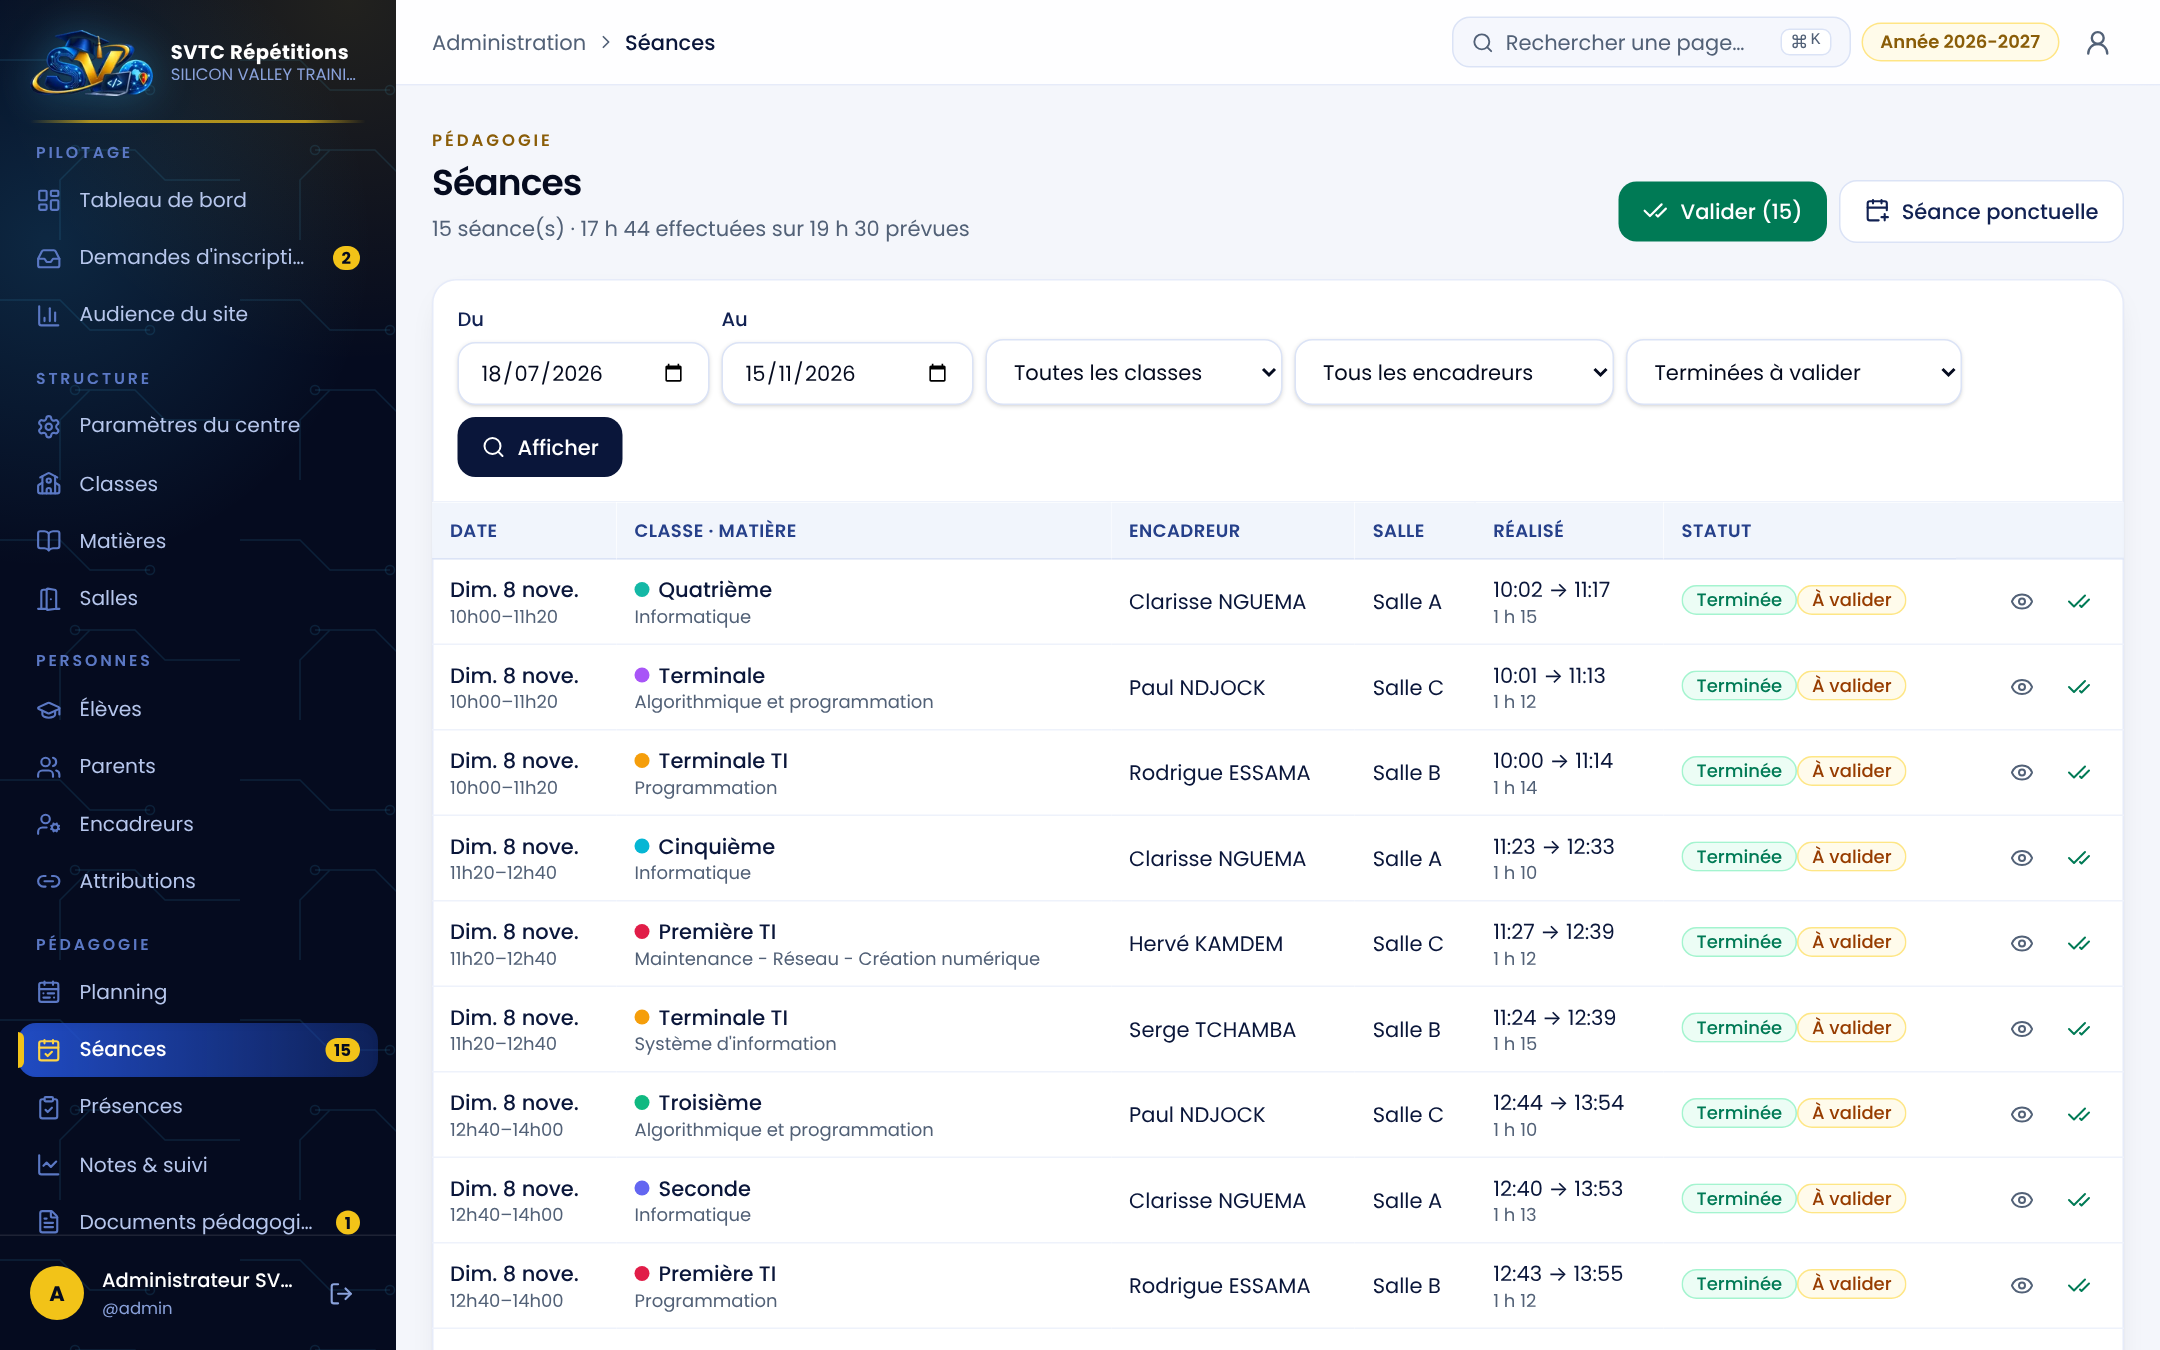 SVTC Répétitions
SILICON VALLEY TRAINI...
PILOTAGE
Tableau de bord
Demandes d'inscripti... 2
Audience du site
STRUCTURE
Paramètres du centre
Classes
Matières
Salles
PERSONNES
Élèves
Parents
Encadreurs
Attributions
PÉDAGOGIE
Planning
Séances 15
Présences
Notes & suivi
Documents pédagogi... 1
A
Administrateur SV...
@admin
Administration > Séances
Rechercher une page... ⌘ K
Année 2026-2027
PÉDAGOGIE
Séances
15 séance(s) · 17 h 44 effectuées sur 19 h 30 prévues
Valider (15)
Séance ponctuelle
Du Au
18/07/2026 15/11/2026 Toutes les classes Tous les encadreurs Terminées à valider
Afficher
DATE CLASSE · MATIÈRE ENCADREUR SALLE RÉALISÉ STATUT
Dim. 8 nove. Quatrième Clarisse NGUEMA Salle A 10:02 → 11:17 Terminée À valider
10h00–11h20 Informatique 1 h 15
Dim. 8 nove. Terminale Paul NDJOCK Salle C 10:01 → 11:13 Terminée À valider
10h00–11h20 Algorithmique et programmation 1 h 12
Dim. 8 nove. Terminale TI Rodrigue ESSAMA Salle B 10:00 → 11:14 Terminée À valider
10h00–11h20 Programmation 1 h 14
Dim. 8 nove. Cinquième Clarisse NGUEMA Salle A 11:23 → 12:33 Terminée À valider
11h20–12h40 Informatique 1 h 10
Dim. 8 nove. Première TI Hervé KAMDEM Salle C 11:27 → 12:39 Terminée À valider
11h20–12h40 Maintenance - Réseau - Création numérique 1 h 12
Dim. 8 nove. Terminale TI Serge TCHAMBA Salle B 11:24 → 12:39 Terminée À valider
11h20–12h40 Système d'information 1 h 15
Dim. 8 nove. Troisième Paul NDJOCK Salle C 12:44 → 13:54 Terminée À valider
12h40–14h00 Algorithmique et programmation 1 h 10
Dim. 8 nove. Seconde Clarisse NGUEMA Salle A 12:40 → 13:53 Terminée À valider
12h40–14h00 Informatique 1 h 13
Dim. 8 nove. Première TI Rodrigue ESSAMA Salle B 12:43 → 13:55 Terminée À valider
12h40–14h00 Programmation 1 h 12